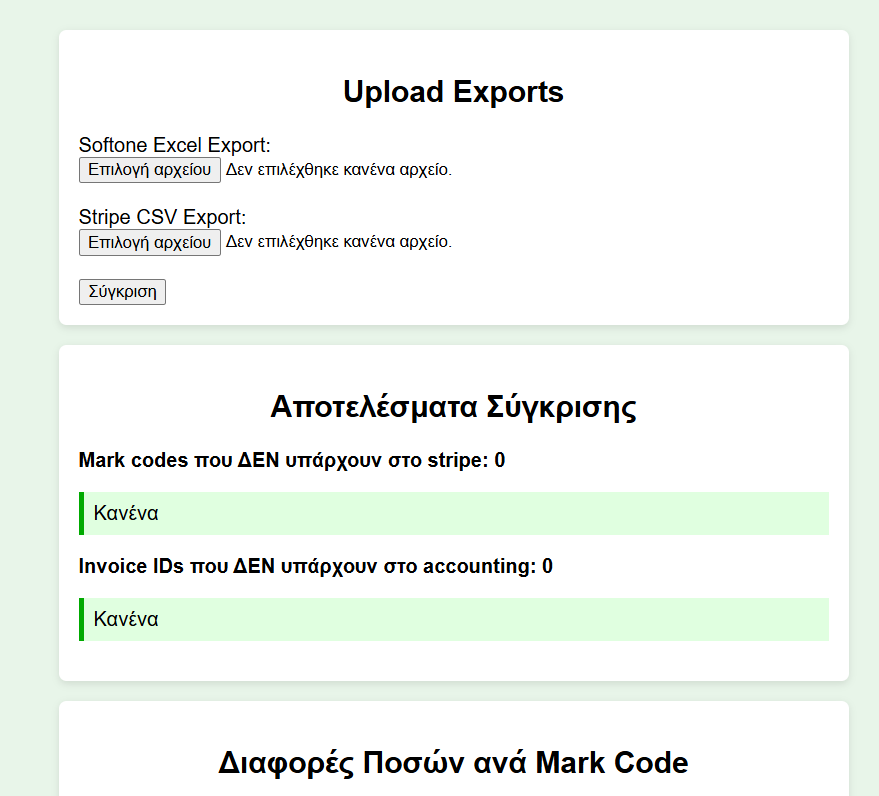 Upload Exports
Softone Excel Export:
Επιλογή αρχείου Δεν επιλέχθηκε κανένα αρχείο.
Stripe CSV Export:
Επιλογή αρχείου Δεν επιλέχθηκε κανένα αρχείο.
Σύγκριση
Αποτελέσματα Σύγκρισης
Mark codes που ΔΕΝ υπάρχουν στο stripe: 0
Κανένα
Invoice IDs που ΔΕΝ υπάρχουν στο accounting: 0
Κανένα
Διαφορές Ποσών ανά Mark Code